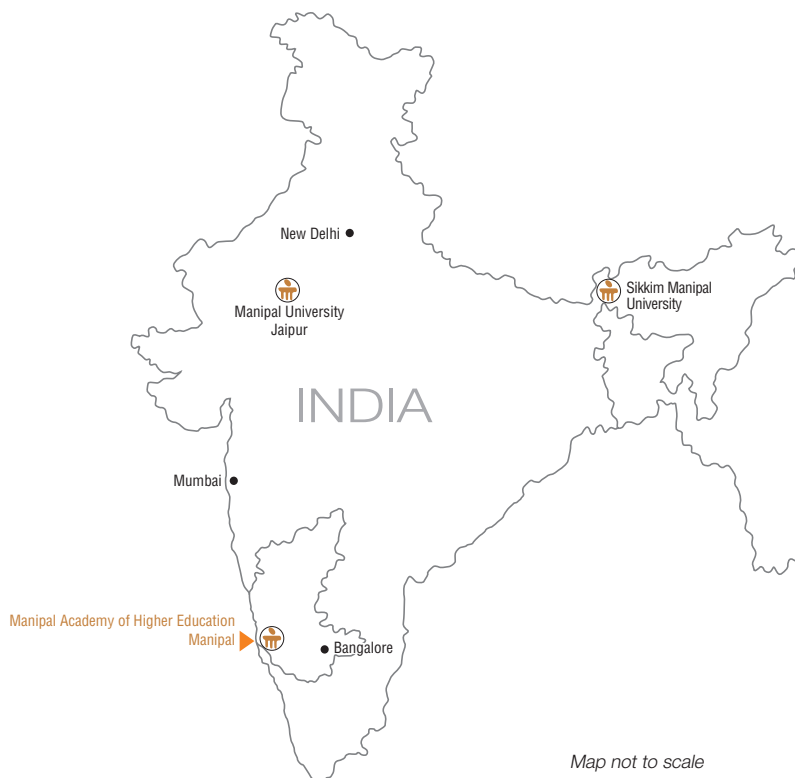 New Delhi
Manipal University
Jaipur
Sikkim Manipal
University
INDIA
Mumbai
Manipal Academy of Higher Education
Manipal
Bangalore
Map not to scale